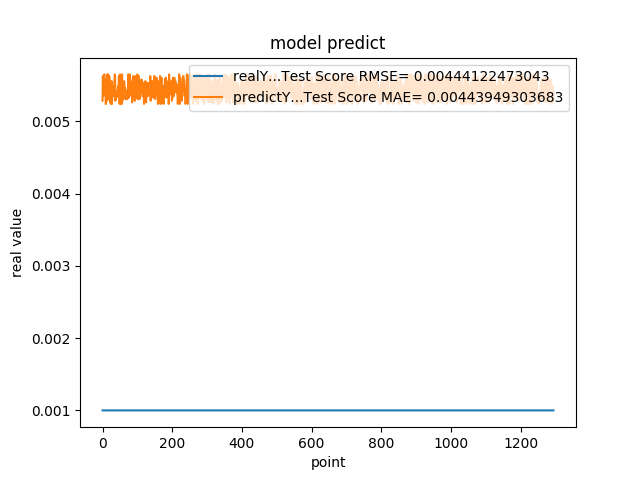 model predict
realY...Test Score RMSE= 0.00444122473043
predictY...Test Score MAE= 0.00443949303683
0.005
0.004
0.003
0.002
0.001
real value
0 200 400 600 800 1000 1200
point